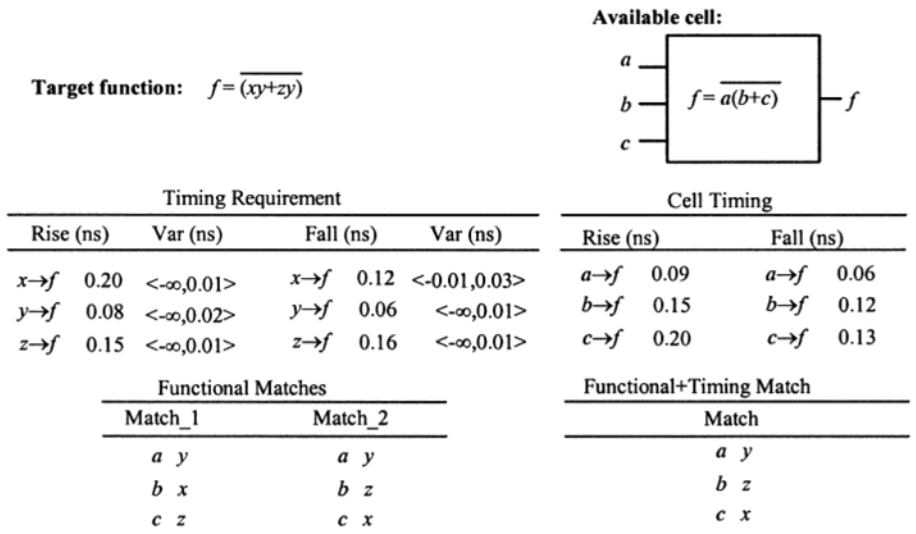 Available cell:
Target function: f = \overline{(xy+zy)}
a
b
c
f = \overline{a(b+c)}
f
Timing Requirement
Rise (ns) Var (ns) Fall (ns) Var (ns)
x→f 0.20 <-∞,0.01> x→f 0.12 <-0.01,0.03>
y→f 0.08 <-∞,0.02> y→f 0.06 <-∞,0.01>
z→f 0.15 <-∞,0.01> z→f 0.16 <-∞,0.01>
Cell Timing
Rise (ns) Fall (ns)
a→f 0.09 a→f 0.06
b→f 0.15 b→f 0.12
c→f 0.20 c→f 0.13
Functional Matches
Match_1 Match_2
a y a y
b x b z
c z c x
Functional+Timing Match
Match
a y
b z
c x